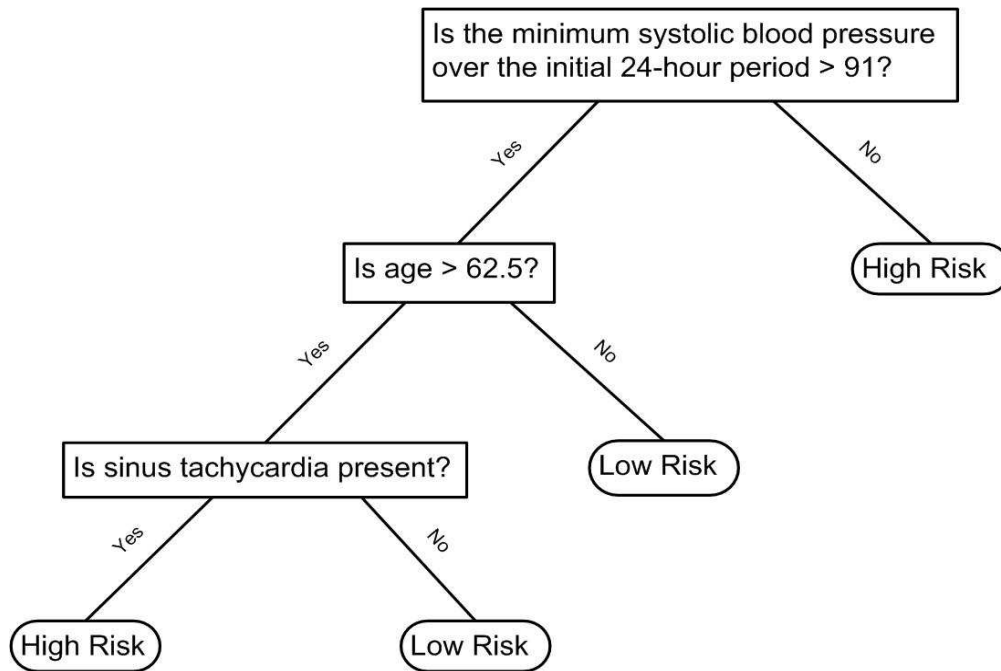 Is the minimum systolic blood pressure
over the initial 24-hour period > 91?
Yes
No
Is age > 62.5?
High Risk
Yes
No
Is sinus tachycardia present?
Low Risk
Yes
No
High Risk
Low Risk